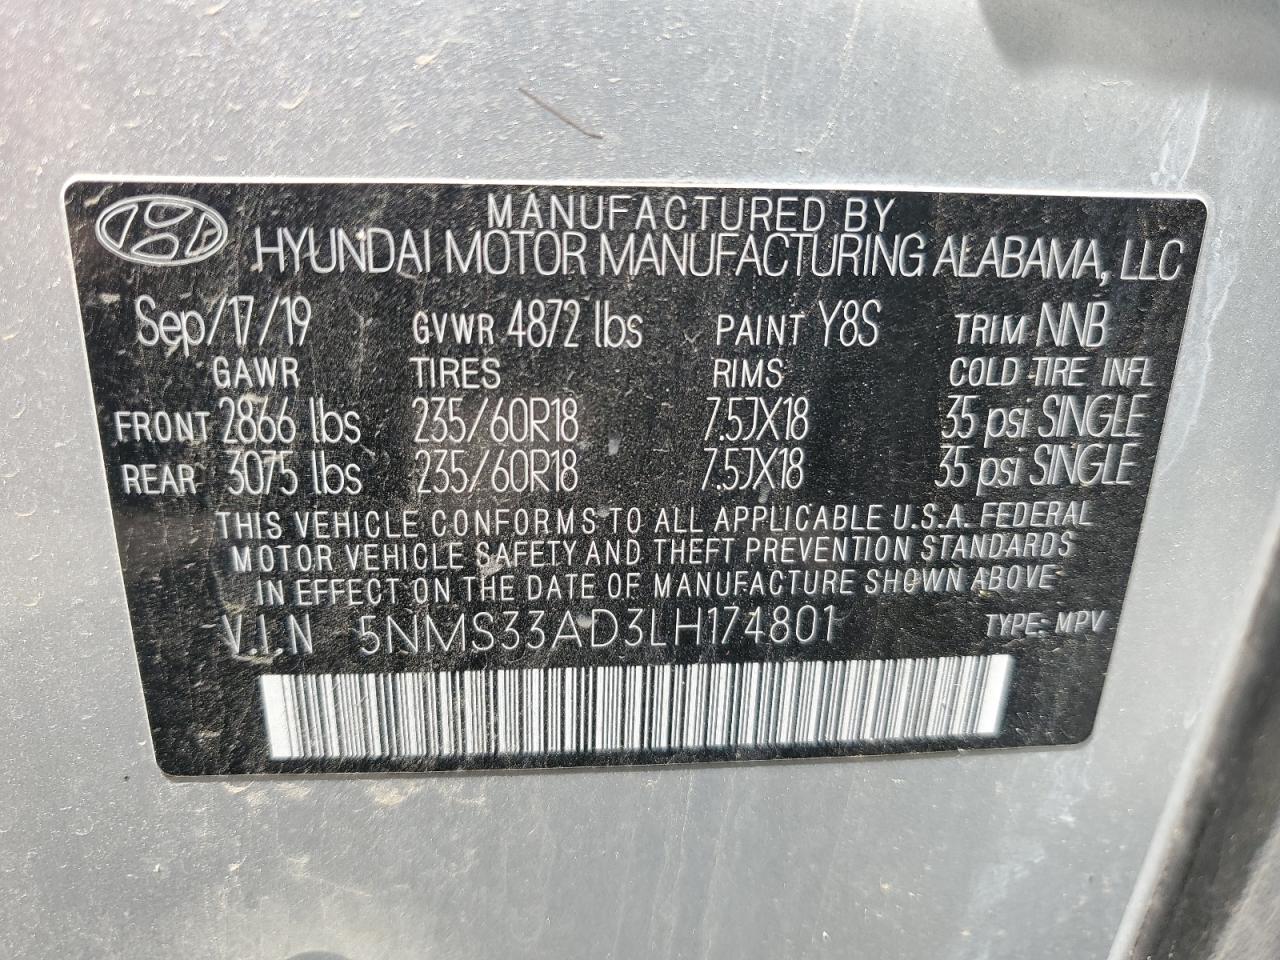 MANUFACTURED BY
HYUNDAI MOTOR MANUFACTURING ALABAMA, LLC
Sep/17/19 GVWR 4872 lbs PAINT Y8S TRIM NNB
GAWR TIRES RIMS COLD TIRE INFL
FRONT 2866 lbs 235/60R18 7.5JX18 35 psi SINGLE
REAR 3075 lbs 235/60R18 7.5JX18 35 psi SINGLE
THIS VEHICLE CONFORMS TO ALL APPLICABLE U.S.A. FEDERAL
MOTOR VEHICLE SAFETY AND THEFT PREVENTION STANDARDS
IN EFFECT ON THE DATE OF MANUFACTURE SHOWN ABOVE
V.I.N 5NMS33AD3LH174801 TYPE: MPV